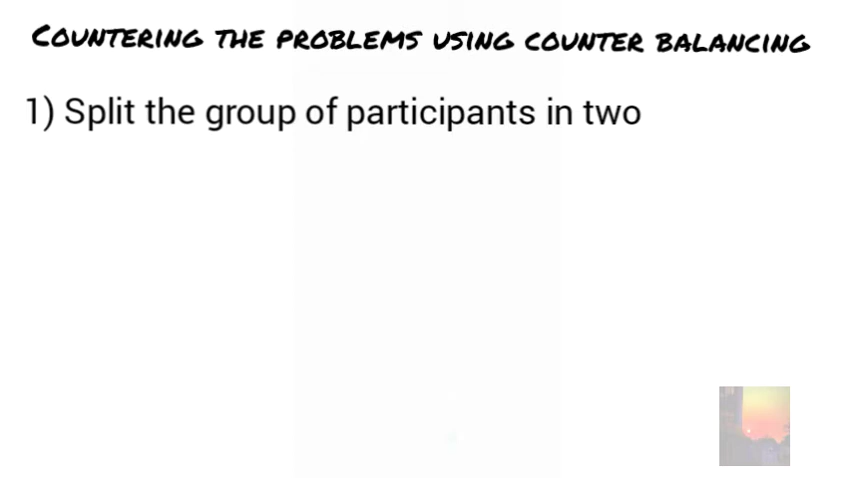 COUNTERING THE PROBLEMS USING COUNTER BALANCING
1) Split the group of participants in two